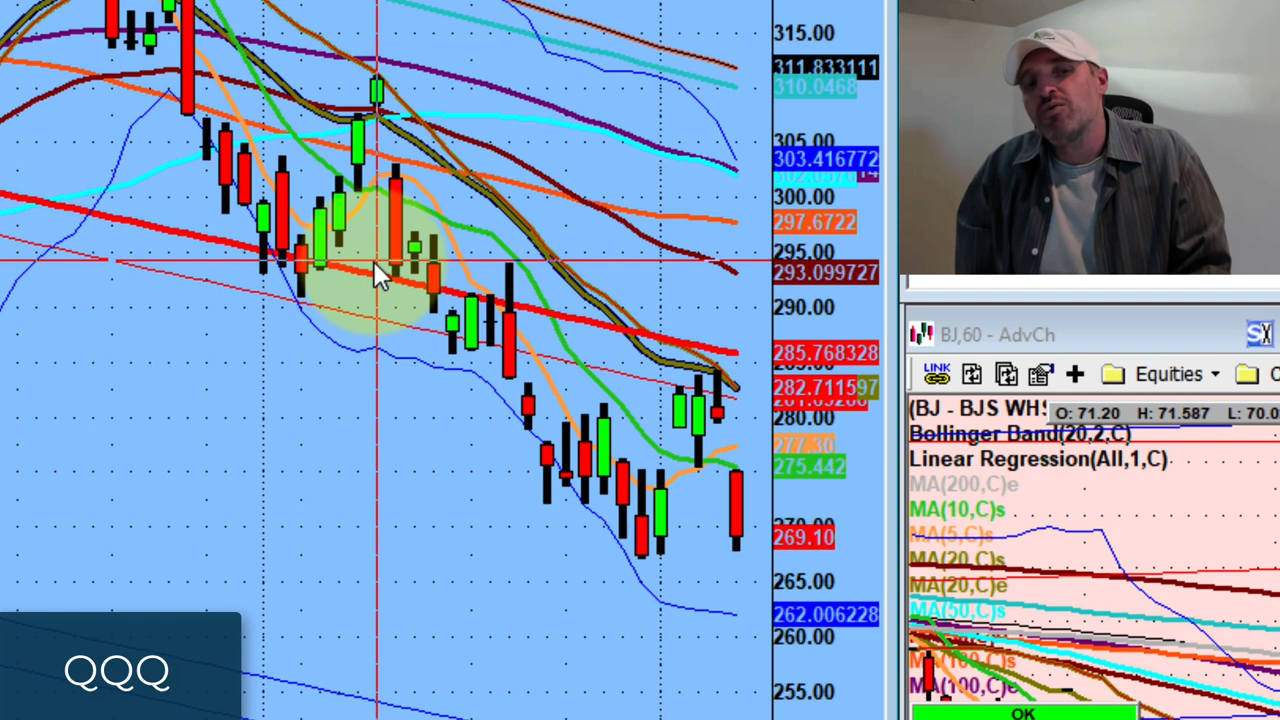 315.00
311.833111
310.0468
305.00
303.416772
300.00
297.6722
295.00
293.099727
290.00
285.768328
282.711597
280.00
277.30
275.442
269.10
265.00
262.006228
260.00
255.00
QQQ
BJ,60 - AdvCh
LINK
Equities
(BJ - BJS WHS
O: 71.20 H: 71.587 L: 70.0
Bollinger Band(20,2,C)
Linear Regression(All,1,C)
MA(200,C)e
MA(10,C)s
MA(5,C)s
MA(20,C)s
MA(20,C)e
MA(50,C)s
MA(100,C)s
MA(100,C)e
OK